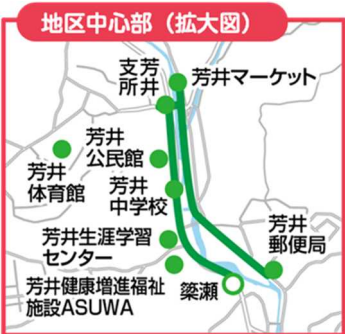 地区中心部（拡大図）
支芳
所井
芳井マーケット
芳井
公民館
芳井
体育館
芳井
中学校
芳井生涯学習
センター
芳井
郵便局
芳井健康増進福祉
施設ASUWA
簗瀬